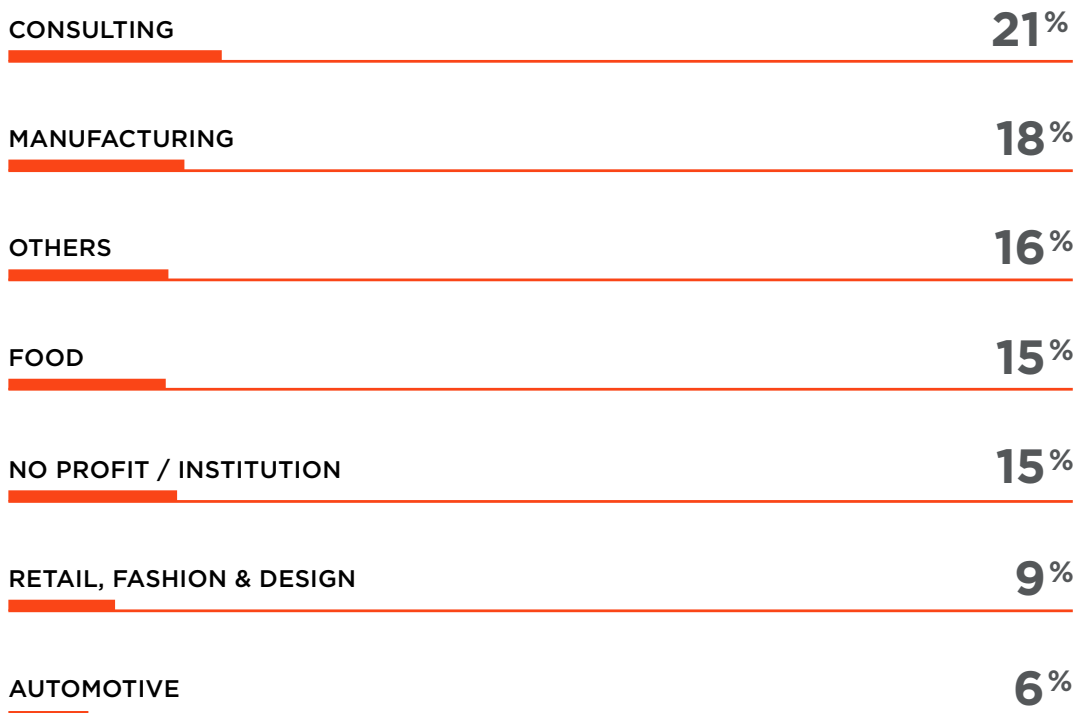 CONSULTING 21%
MANUFACTURING 18%
OTHERS 16%
FOOD 15%
NO PROFIT / INSTITUTION 15%
RETAIL, FASHION & DESIGN 9%
AUTOMOTIVE 6%